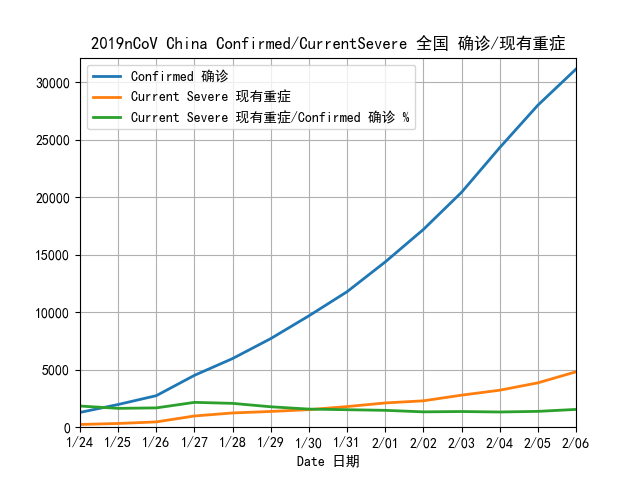 2019nCoV China Confirmed/CurrentSevere 全国 确诊/现有重症
Confirmed 确诊
Current Severe 现有重症
Current Severe 现有重症/Confirmed 确诊 %
30000
25000
20000
15000
10000
5000
0
1/24 1/25 1/26 1/27 1/28 1/29 1/30 1/31 2/01 2/02 2/03 2/04 2/05 2/06
Date 日期